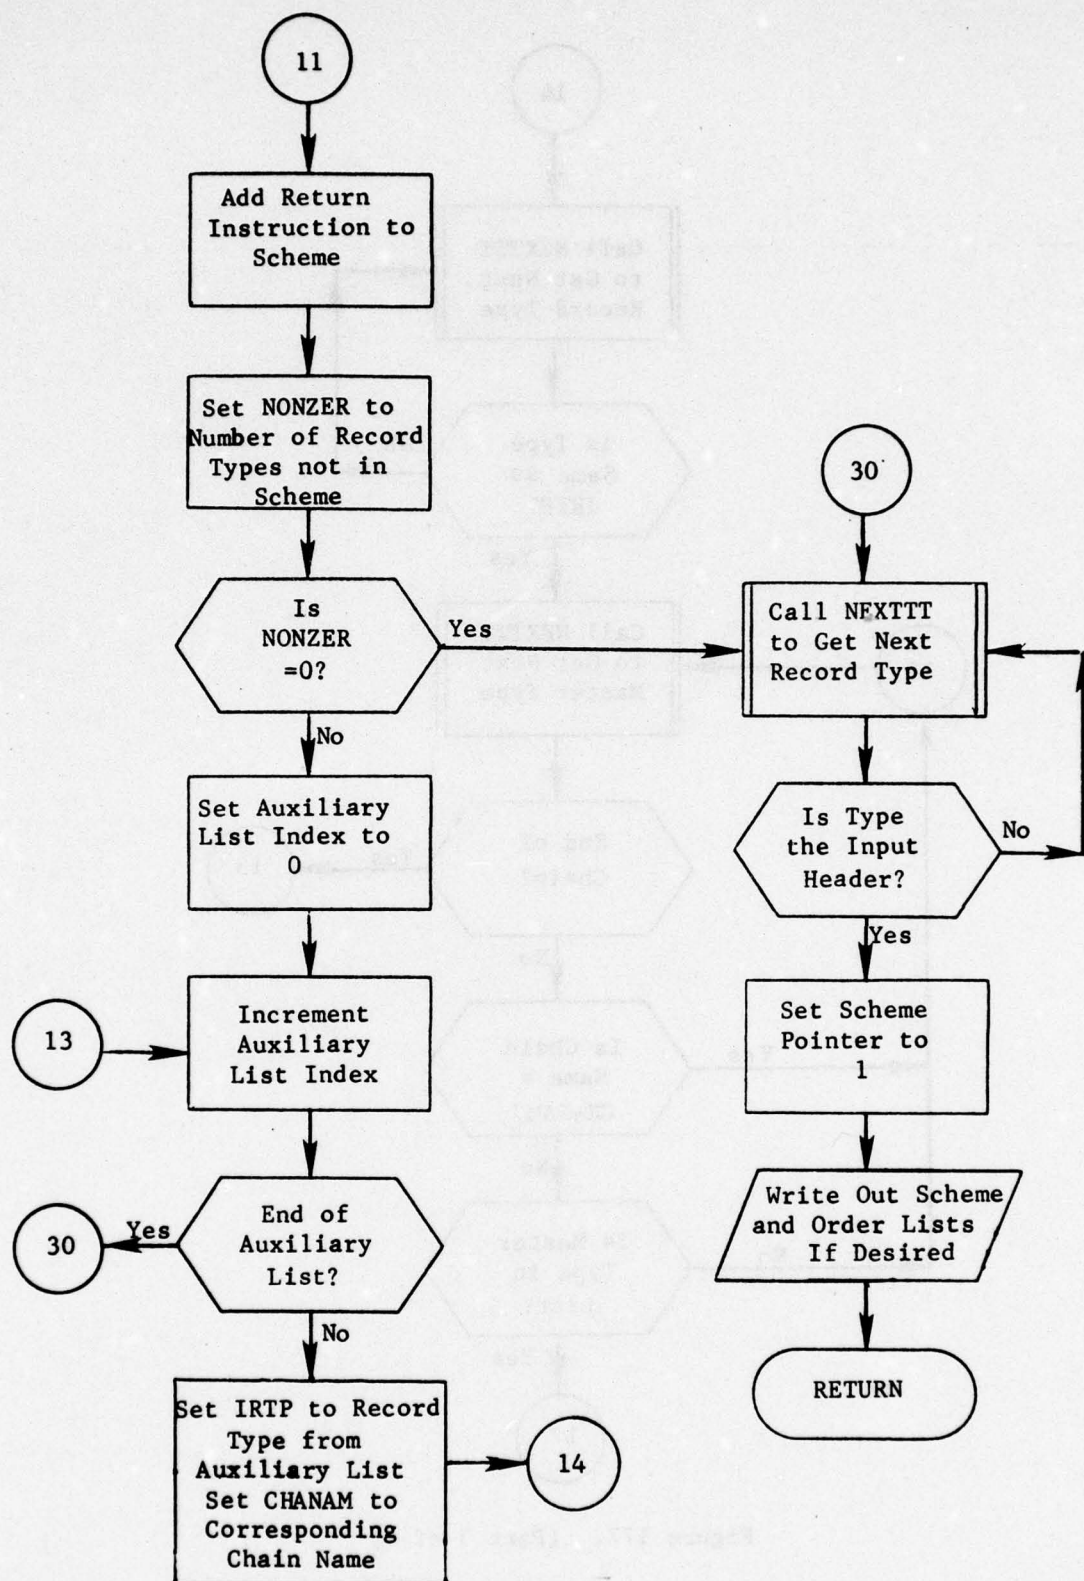 11
Add Return
Instruction to
Scheme
Set NONZER to
Number of Record
Types not in
Scheme
Is
NONZER
=0?
Yes
No
Set Auxiliary
List Index to
0
13
Increment
Auxiliary
List Index
30
Yes
End of
Auxiliary
List?
No
Set IRTP to Record
Type from
Auxiliary List
Set CHANAM to
Corresponding
Chain Name
14
30
Call NEXTTT
to Get Next
Record Type
Is Type
the Input
Header?
No
Yes
Set Scheme
Pointer to
1
Write Out Scheme
and Order Lists
If Desired
RETURN